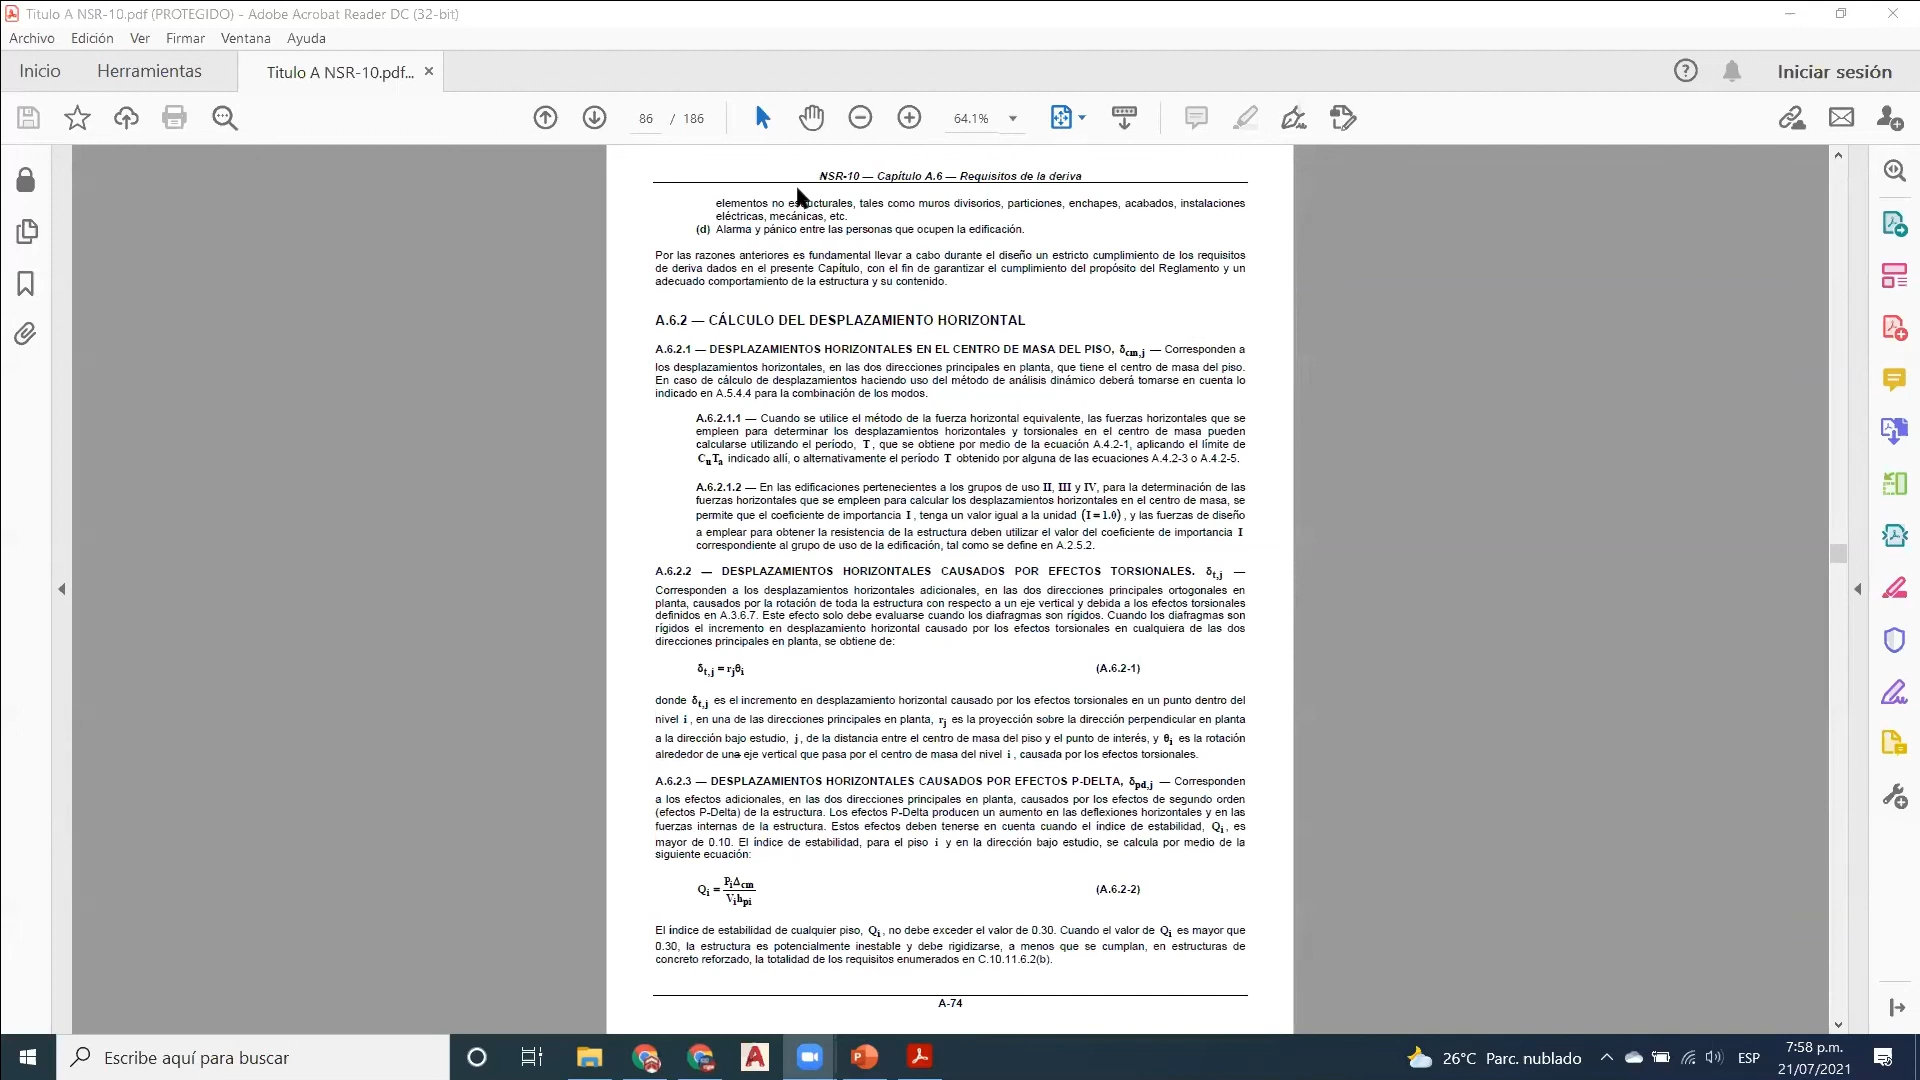 Titulo A NSR-10.pdf (PROTEGIDO) - Adobe Acrobat Reader DC (32-bit)
Archivo Edición Ver Firmar Ventana Ayuda
Inicio Herramientas Titulo A NSR-10.pdf... × Iniciar sesión
86 / 186 64.1%
NSR-10 — Capítulo A.6 — Requisitos de la deriva
elementos no estructurales, tales como muros divisorios, particiones, enchapes, acabados, instalaciones
eléctricas, mecánicas, etc.
(d) Alarma y pánico entre las personas que ocupen la edificación.
Por las razones anteriores es fundamental llevar a cabo durante el diseño un estricto cumplimiento de los requisitos
de deriva dados en el presente Capítulo, con el fin de garantizar el cumplimiento del propósito del Reglamento y un
adecuado comportamiento de la estructura y su contenido.
A.6.2 — CÁLCULO DEL DESPLAZAMIENTO HORIZONTAL
A.6.2.1 — DESPLAZAMIENTOS HORIZONTALES EN EL CENTRO DE MASA DEL PISO, δcm,j — Corresponden a
los desplazamientos horizontales, en las dos direcciones principales en planta, que tiene el centro de masa del piso.
En caso de cálculo de desplazamientos haciendo uso del método de análisis dinámico deberá tomarse en cuenta lo
indicado en A.5.4.4 para la combinación de los modos.
A.6.2.1.1 — Cuando se utilice el método de la fuerza horizontal equivalente, las fuerzas horizontales que se
empleen para determinar los desplazamientos horizontales y torsionales en el centro de masa pueden
calcularse utilizando el período, T, que se obtiene por medio de la ecuación A.4.2-1, aplicando el límite de
CuTa indicado allí, o alternativamente el período T obtenido por alguna de las ecuaciones A.4.2-3 o A.4.2-5.
A.6.2.1.2 — En las edificaciones pertenecientes a los grupos de uso II, III y IV, para la determinación de las
fuerzas horizontales que se empleen para calcular los desplazamientos horizontales en el centro de masa, se
permite que el coeficiente de importancia I, tenga un valor igual a la unidad (I=1.0), y las fuerzas de diseño
a emplear para obtener la resistencia de la estructura deben utilizar el valor del coeficiente de importancia I
correspondiente al grupo de uso de la edificación, tal como se define en A.2.5.2.
A.6.2.2 — DESPLAZAMIENTOS HORIZONTALES CAUSADOS POR EFECTOS TORSIONALES. δt,j —
Corresponden a los desplazamientos horizontales adicionales, en las dos direcciones principales ortogonales en
planta, causados por la rotación de toda la estructura con respecto a un eje vertical y debida a los efectos torsionales
definidos en A.3.6.7. Este efecto solo debe evaluarse cuando los diafragmas son rígidos. Cuando los diafragmas son
rígidos el incremento en desplazamiento horizontal causado por los efectos torsionales en cualquiera de las dos
direcciones principales en planta, se obtiene de:
δt,j = rjθi (A.6.2-1)
donde δt,j es el incremento en desplazamiento horizontal causado por los efectos torsionales en un punto dentro del
nivel i, en una de las direcciones principales en planta, rj es la proyección sobre la dirección perpendicular en planta
a la dirección bajo estudio, j, de la distancia entre el centro de masa del piso y el punto de interés, y θi es la rotación
alrededor de una eje vertical que pasa por el centro de masa del nivel i, causada por los efectos torsionales.
A.6.2.3 — DESPLAZAMIENTOS HORIZONTALES CAUSADOS POR EFECTOS P-DELTA, δpd,j — Corresponden
a los efectos adicionales, en las dos direcciones principales en planta, causados por los efectos de segundo orden
(efectos P-Delta) de la estructura. Los efectos P-Delta producen un aumento en las deflexiones horizontales y en las
fuerzas internas de la estructura. Estos efectos deben tenerse en cuenta cuando el índice de estabilidad, Qi, es
mayor de 0.10. El índice de estabilidad, para el piso i y en la dirección bajo estudio, se calcula por medio de la
siguiente ecuación:
Qi = PiΔcm / Vihpi (A.6.2-2)
El índice de estabilidad de cualquier piso, Qi, no debe exceder el valor de 0.30. Cuando el valor de Qi es mayor que
0.30, la estructura es potencialmente inestable y debe rigidizarse, a menos que se cumplan, en estructuras de
concreto reforzado, la totalidad de los requisitos enumerados en C.10.11.6.2(b).
A-74
Escribe aquí para buscar
26°C Parc. nublado ESP
7:58 p.m.
21/07/2021